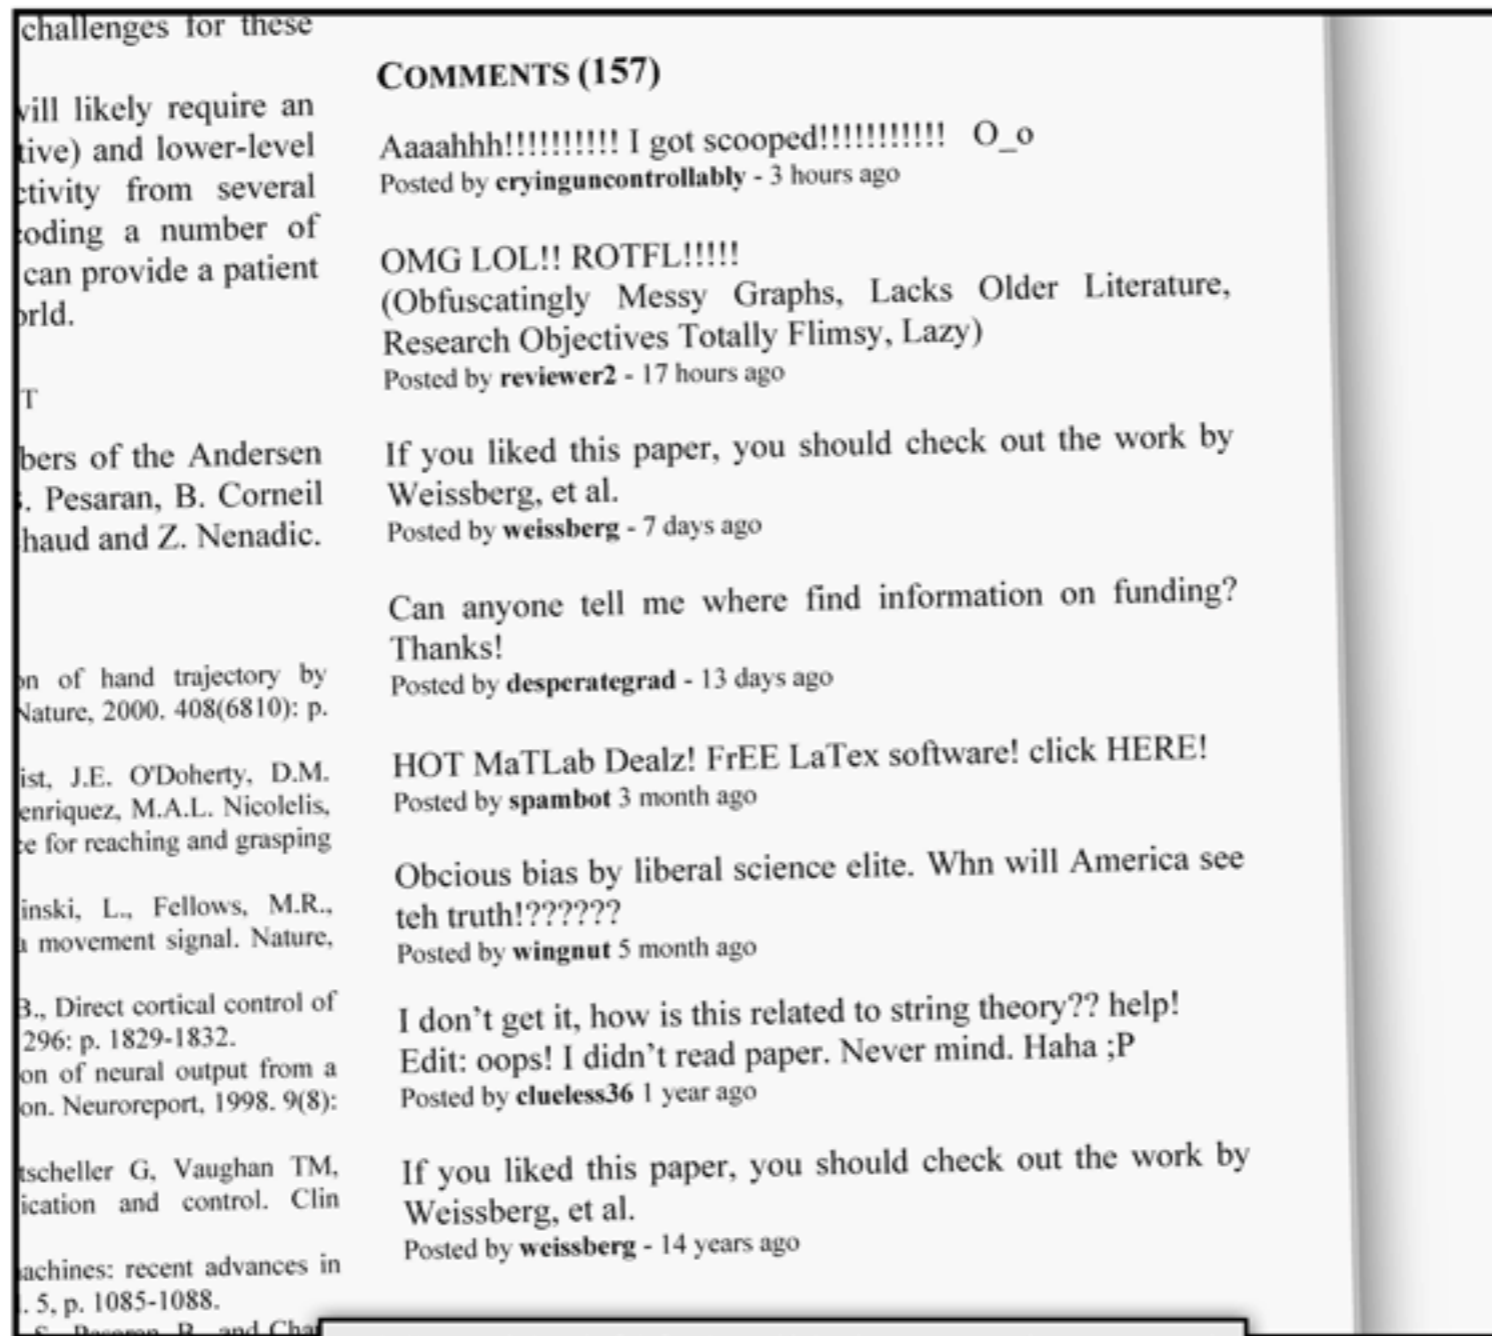 challenges for these
will likely require an
tive) and lower-level
ctivity from several
coding a number of
can provide a patient
orld.
T
bers of the Andersen
. Pesaran, B. Corneil
haud and Z. Nenadic.
on of hand trajectory by
Nature, 2000. 408(6810): p.
ist, J.E. O'Doherty, D.M.
enriquez, M.A.L. Nicolelis,
ce for reaching and grasping
inski, L., Fellows, M.R.,
a movement signal. Nature,
B., Direct cortical control of
296: p. 1829-1832.
on of neural output from a
on. Neuroreport, 1998. 9(8):
tscheller G, Vaughan TM,
ication and control. Clin
achines: recent advances in
. 5, p. 1085-1088.
S., Pesaran, B., and Cha
COMMENTS (157)
Aaaahhh!!!!!!!!!! I got scooped!!!!!!!!!!! O_o
Posted by cryinguncontrollably - 3 hours ago
OMG LOL!! ROTFL!!!!!
(Obfuscatingly Messy Graphs, Lacks Older Literature,
Research Objectives Totally Flimsy, Lazy)
Posted by reviewer2 - 17 hours ago
If you liked this paper, you should check out the work by
Weissberg, et al.
Posted by weissberg - 7 days ago
Can anyone tell me where find information on funding?
Thanks!
Posted by desperategrad - 13 days ago
HOT MaTLab Dealz! FrEE LaTex software! click HERE!
Posted by spambot 3 month ago
Obcious bias by liberal science elite. Whn will America see
teh truth!??????
Posted by wingnut 5 month ago
I don't get it, how is this related to string theory?? help!
Edit: oops! I didn't read paper. Never mind. Haha ;P
Posted by clueless36 1 year ago
If you liked this paper, you should check out the work by
Weissberg, et al.
Posted by weissberg - 14 years ago